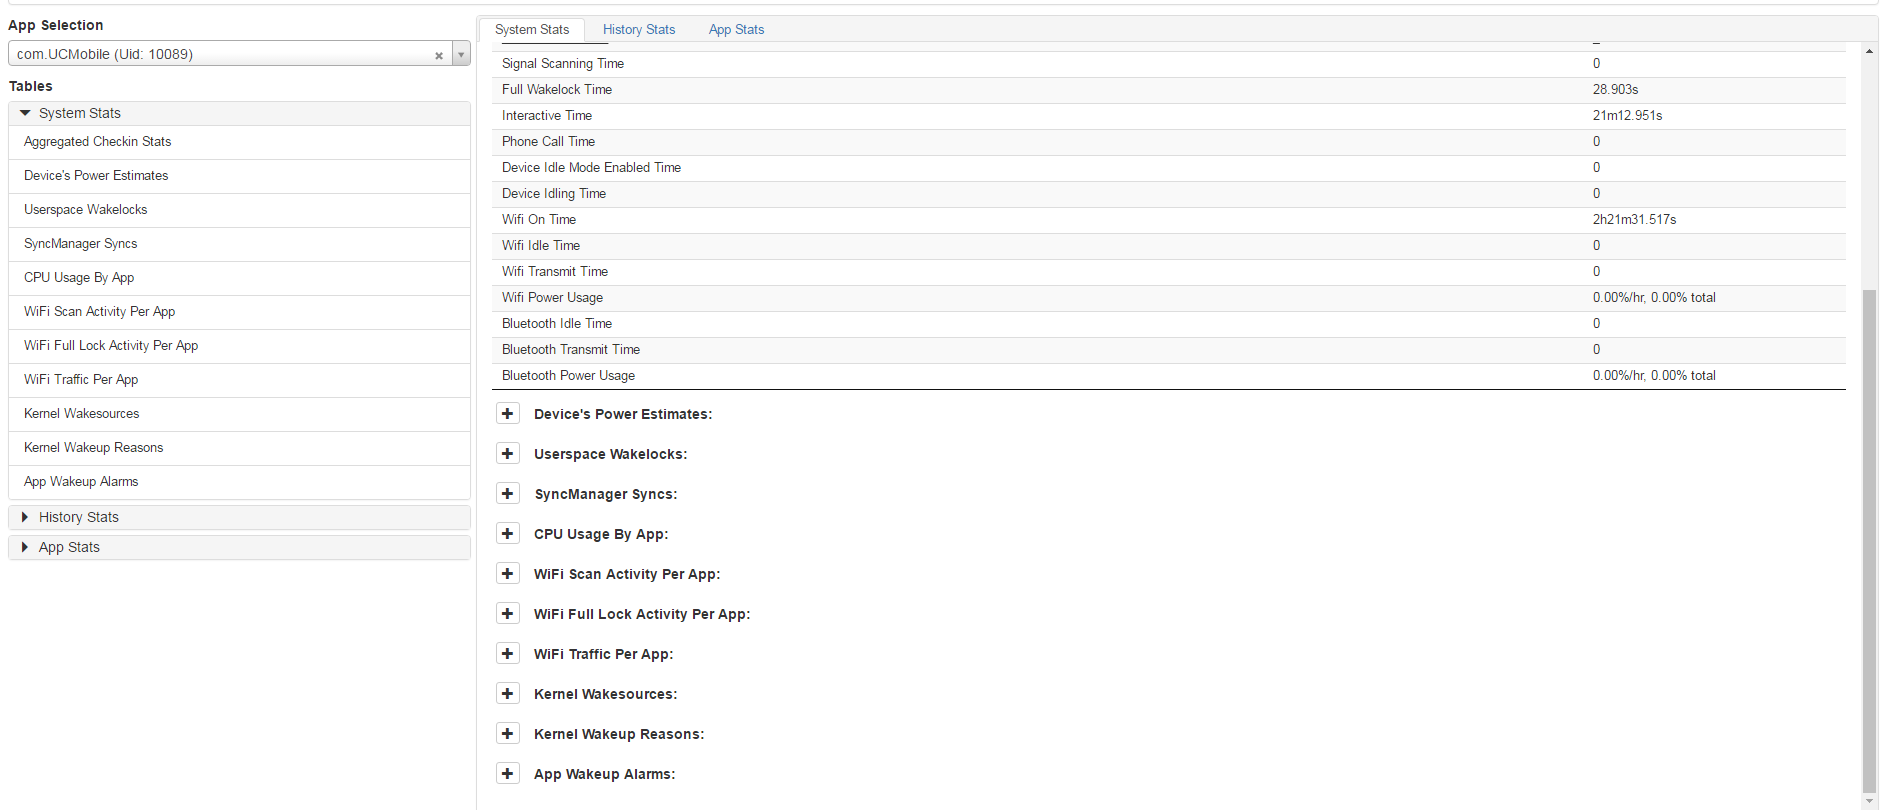 App Selection
com.UCMobile (Uid: 10089)
Tables
System Stats
Aggregated Checkin Stats
Device's Power Estimates
Userspace Wakelocks
SyncManager Syncs
CPU Usage By App
WiFi Scan Activity Per App
WiFi Full Lock Activity Per App
WiFi Traffic Per App
Kernel Wakesources
Kernel Wakeup Reasons
App Wakeup Alarms
History Stats
App Stats
System Stats History Stats App Stats
Signal Scanning Time 0
Full Wakelock Time 28.903s
Interactive Time 21m12.951s
Phone Call Time 0
Device Idle Mode Enabled Time 0
Device Idling Time 0
Wifi On Time 2h21m31.517s
Wifi Idle Time 0
Wifi Transmit Time 0
Wifi Power Usage 0.00%/hr, 0.00% total
Bluetooth Idle Time 0
Bluetooth Transmit Time 0
Bluetooth Power Usage 0.00%/hr, 0.00% total
Device's Power Estimates:
Userspace Wakelocks:
SyncManager Syncs:
CPU Usage By App:
WiFi Scan Activity Per App:
WiFi Full Lock Activity Per App:
WiFi Traffic Per App:
Kernel Wakesources:
Kernel Wakeup Reasons:
App Wakeup Alarms: